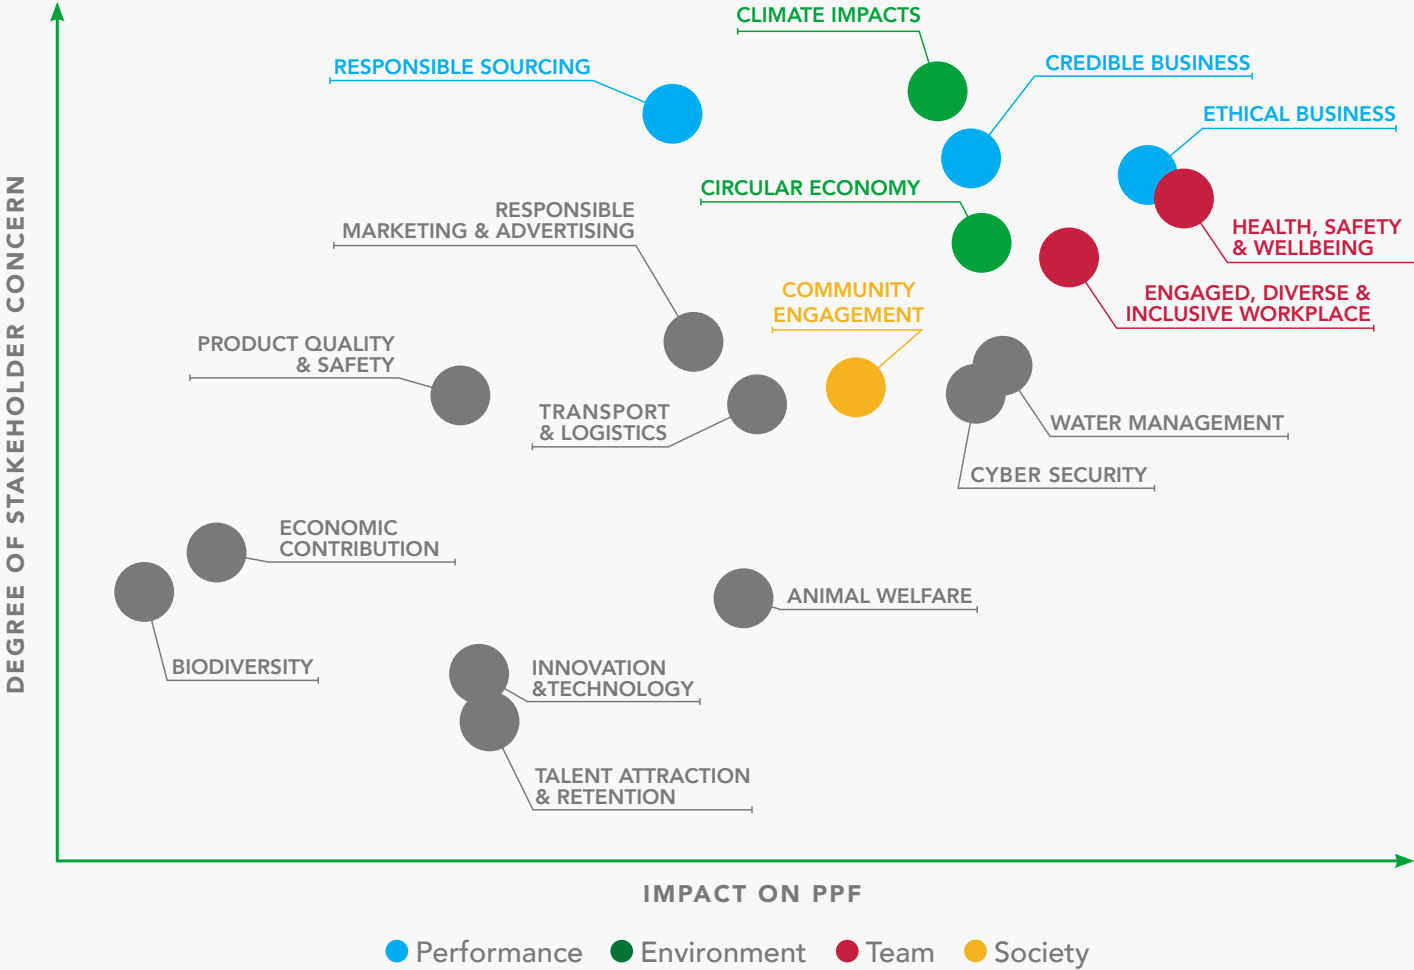 CLIMATE IMPACTS
RESPONSIBLE SOURCING
CREDIBLE BUSINESS
ETHICAL BUSINESS
CIRCULAR ECONOMY
RESPONSIBLE
MARKETING & ADVERTISING
HEALTH, SAFETY
& WELLBEING
COMMUNITY
ENGAGEMENT
ENGAGED, DIVERSE &
INCLUSIVE WORKPLACE
PRODUCT QUALITY
& SAFETY
TRANSPORT
& LOGISTICS
WATER MANAGEMENT
CYBER SECURITY
ECONOMIC
CONTRIBUTION
ANIMAL WELFARE
BIODIVERSITY
INNOVATION
&TECHNOLOGY
TALENT ATTRACTION
& RETENTION
DEGREE OF STAKEHOLDER CONCERN
IMPACT ON PPF
Performance
Environment
Team
Society